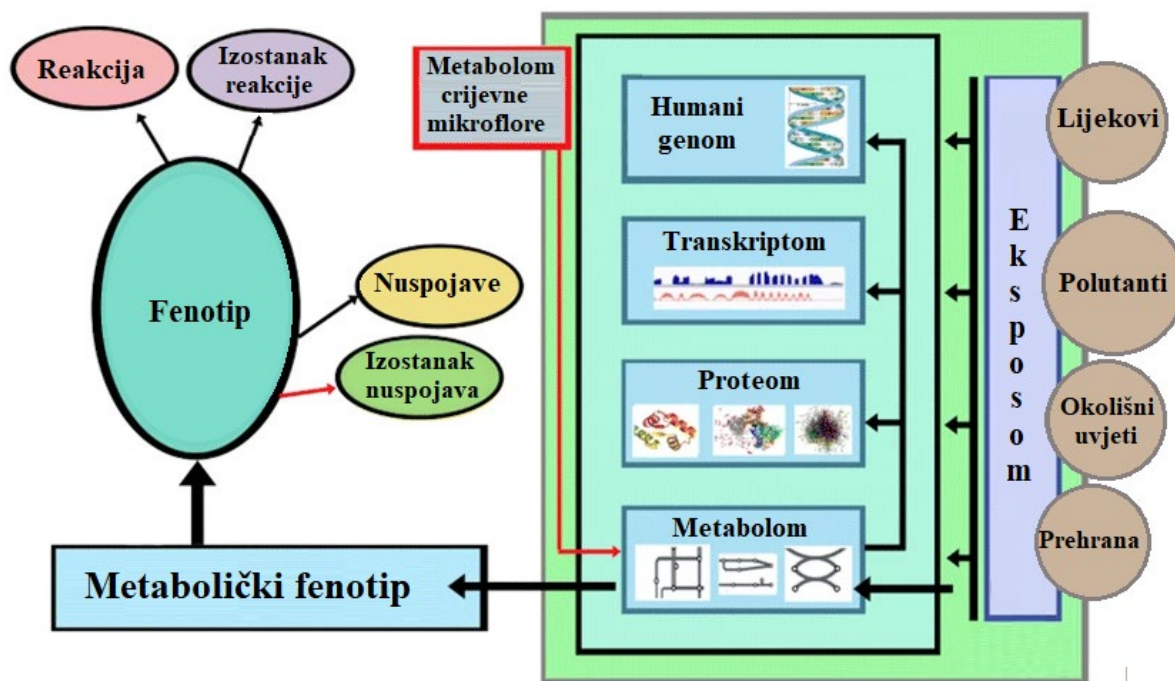 Reakcija
Izostanak
reakcije
Fenotip
Nuspojave
Izostanak
nuspojava
Metabolički fenotip
Metabolom
crijevne
mikroflore
Humani
genom
Transkriptom
Proteom
Metabolom
Eksposom
Lijekovi
Polutanti
Okolišni
uvjeti
Prehrana